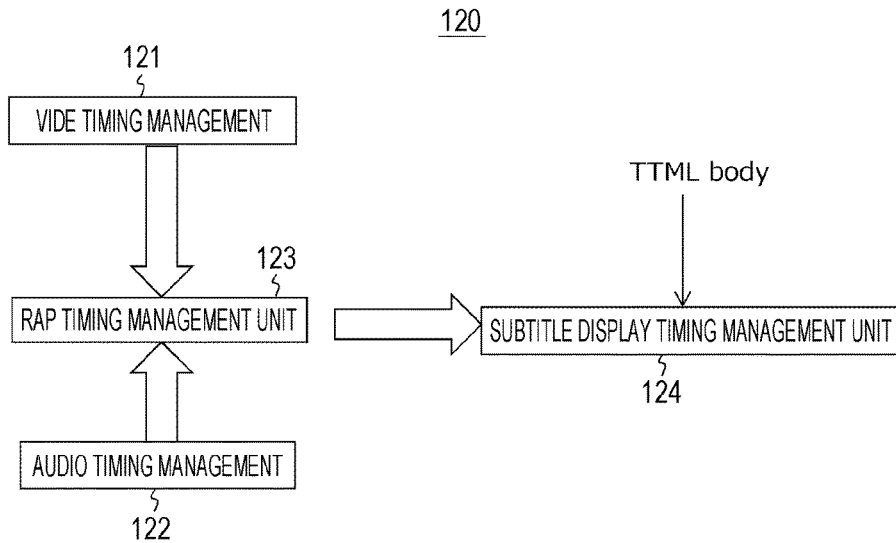 120
121
VIDE TIMING MANAGEMENT
TTML body
123
RAP TIMING MANAGEMENT UNIT
SUBTITLE DISPLAY TIMING MANAGEMENT UNIT
124
AUDIO TIMING MANAGEMENT
122